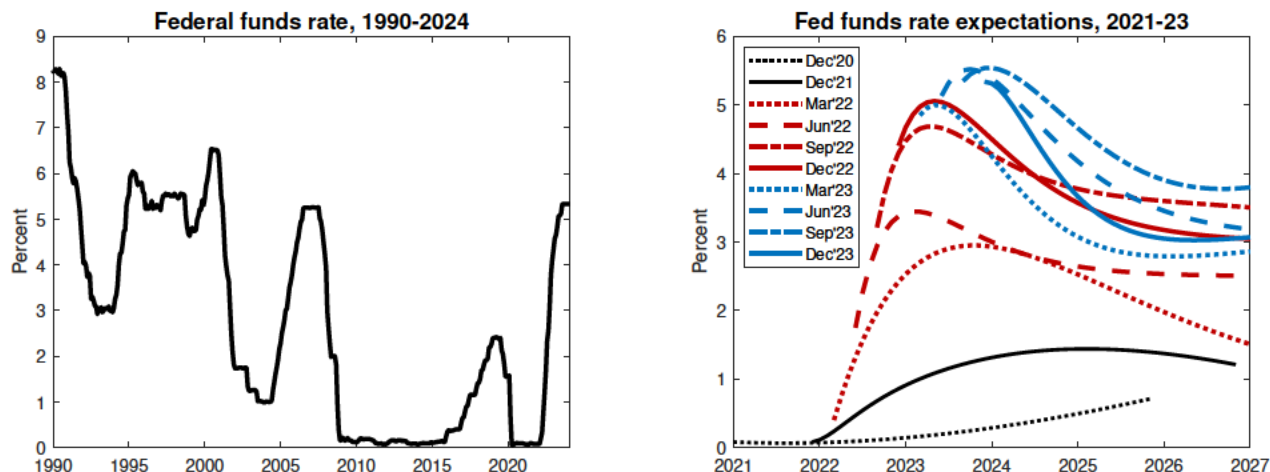 Federal funds rate, 1990-2024
Percent
9
8
7
6
5
4
3
2
1
0
1990
1995
2000
2005
2010
2015
2020
Fed funds rate expectations, 2021-23
Percent
6
5
4
3
2
1
0
Dec'20
Dec'21
Mar'22
Jun'22
Sep'22
Dec'22
Mar'23
Jun'23
Sep'23
Dec'23
2021
2022
2023
2024
2025
2026
2027